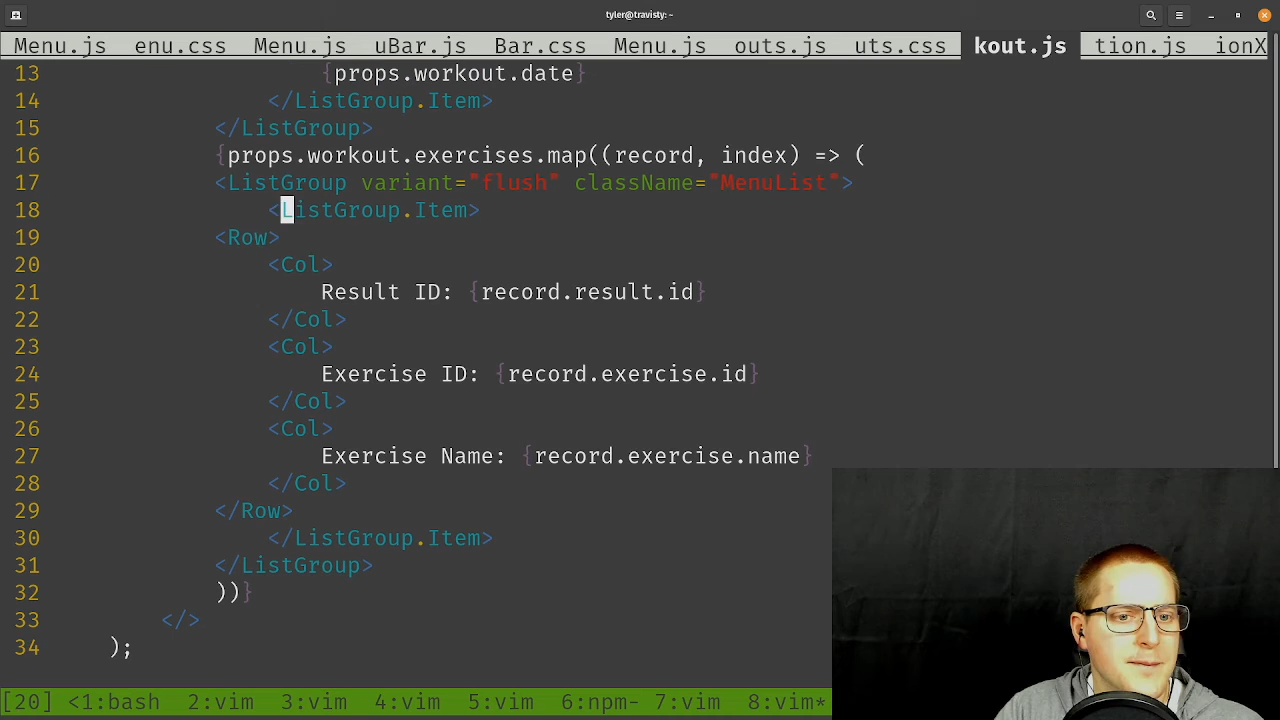 tyler@travisty: ~
Menu.js enu.css Menu.js uBar.js Bar.css Menu.js outs.js uts.css kout.js tion.js ionX
13 {props.workout.date}
14 </ListGroup.Item>
15 </ListGroup>
16 {props.workout.exercises.map((record, index) => (
17 <ListGroup variant="flush" className="MenuList">
18 <ListGroup.Item>
19 <Row>
20 <Col>
21 Result ID: {record.result.id}
22 </Col>
23 <Col>
24 Exercise ID: {record.exercise.id}
25 </Col>
26 <Col>
27 Exercise Name: {record.exercise.name}
28 </Col>
29 </Row>
30 </ListGroup.Item>
31 </ListGroup>
32 ))}
33 </>
34 );
[20] <1:bash 2:vim 3:vim 4:vim 5:vim 6:npm- 7:vim 8:vim*